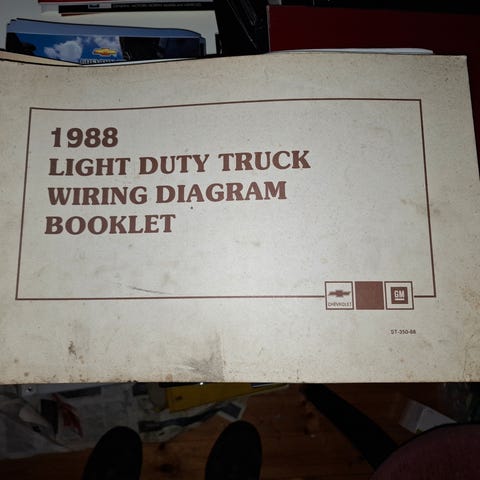 1988
LIGHT DUTY TRUCK
WIRING DIAGRAM
BOOKLET
CHEVROLET
GM
ST-350-88